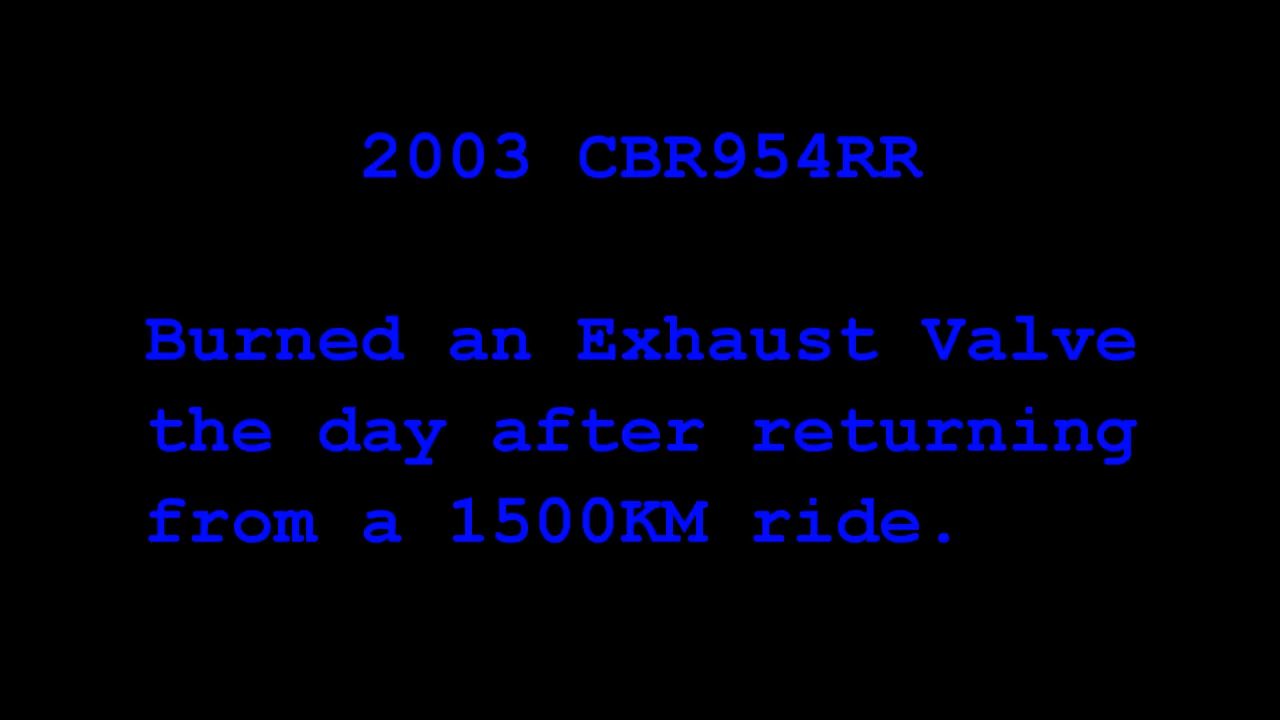 2003 CBR954RR
Burned an Exhaust Valve
the day after returning
from a 1500KM ride.